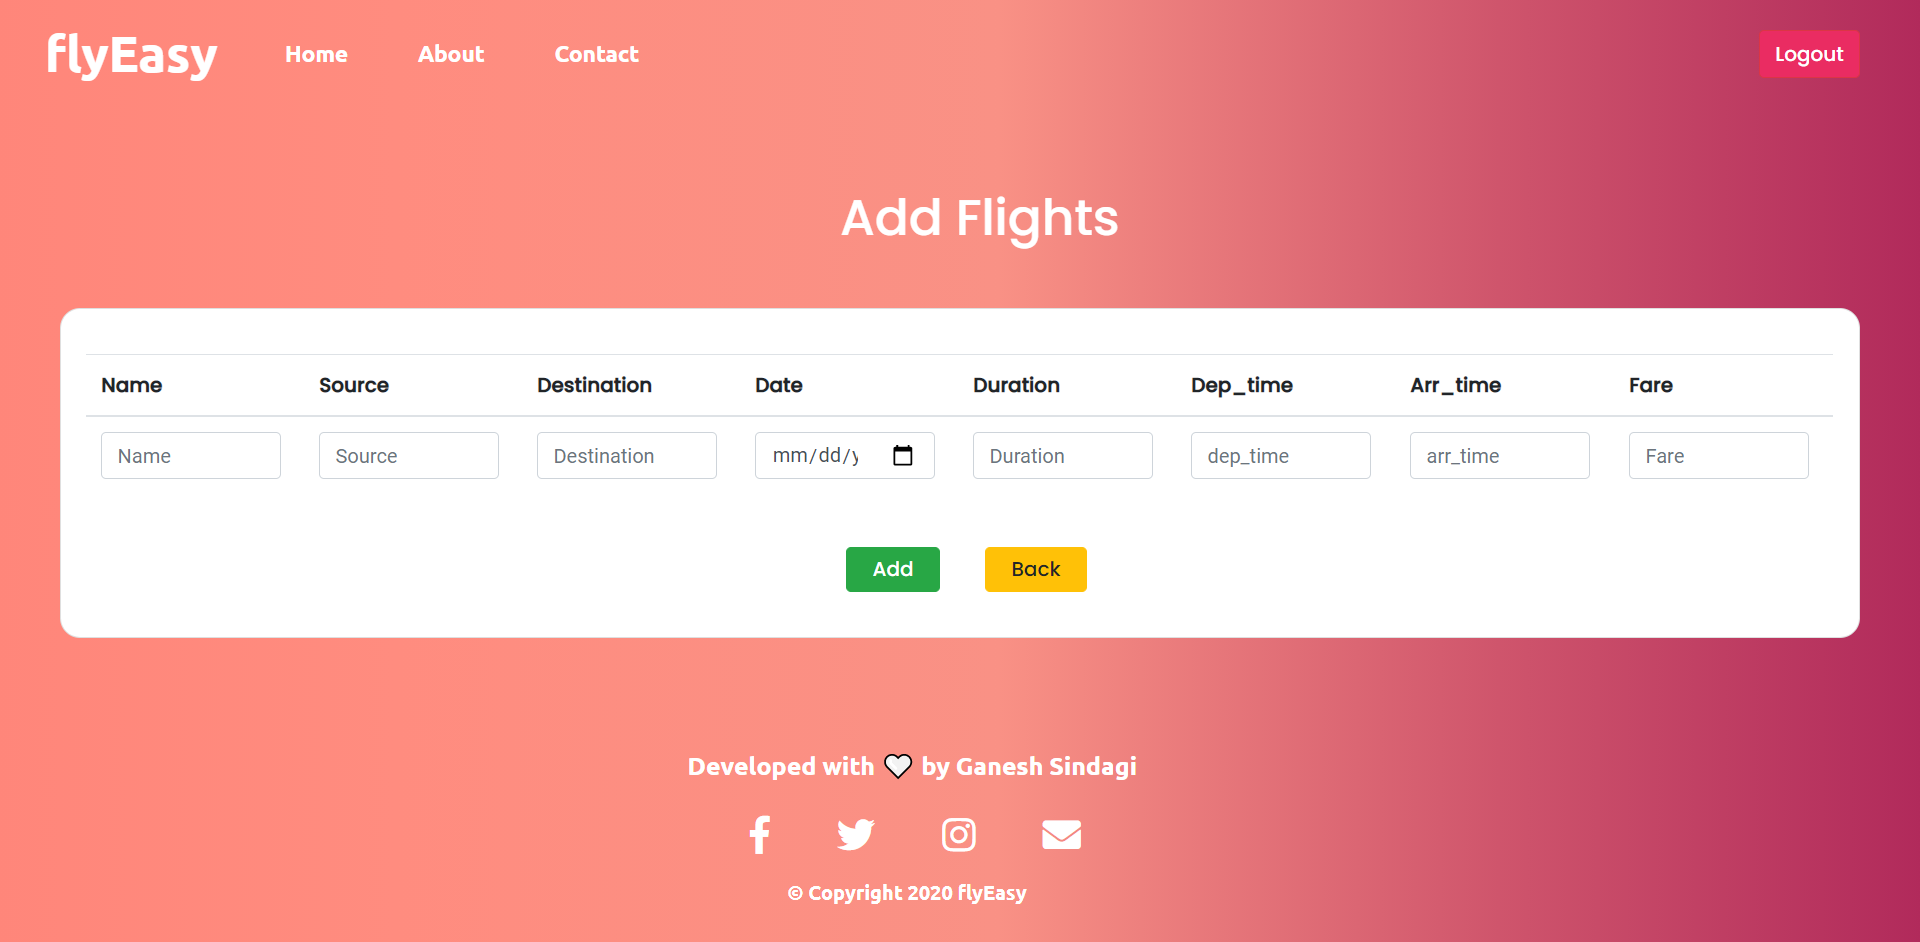 flyEasy Home About Contact Logout
Add Flights
Name Source Destination Date Duration Dep_time Arr_time Fare
Name Source Destination mm/dd/y Duration dep_time arr_time Fare
Add Back
Developed with by Ganesh Sindagi
© Copyright 2020 flyEasy